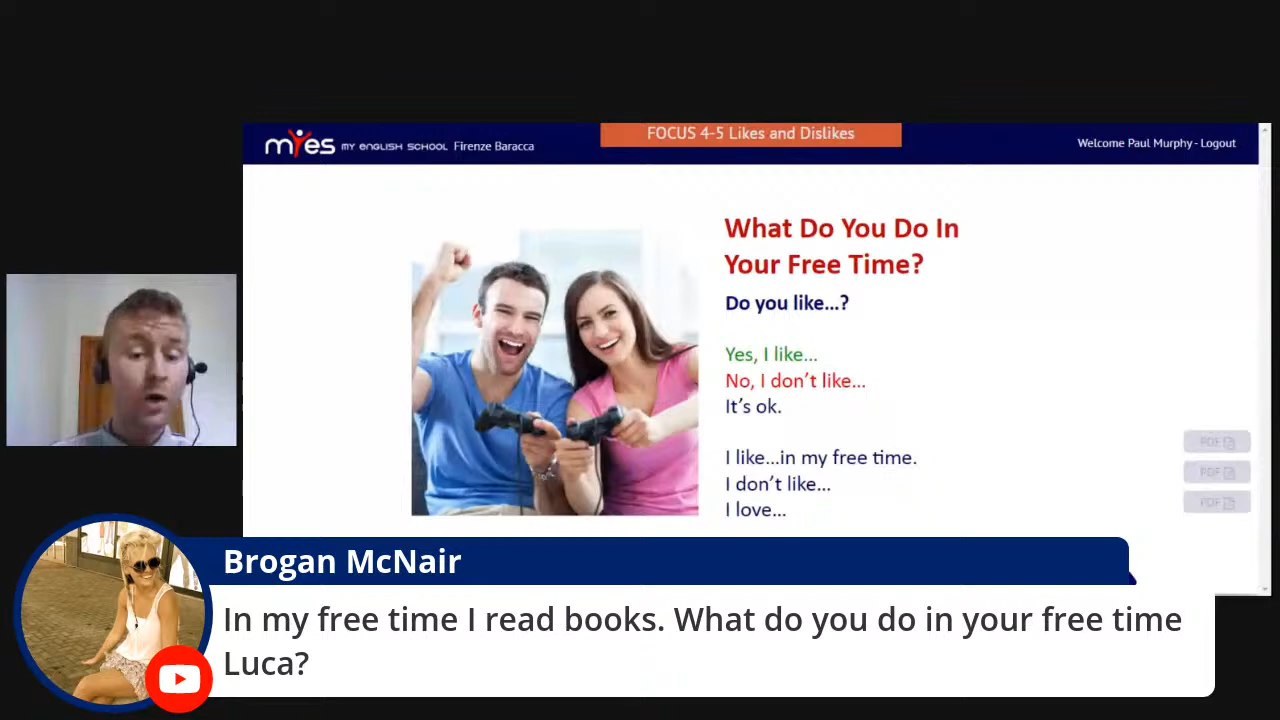 FOCUS 4-5 Likes and Dislikes
myes MY ENGLISH SCHOOL Firenze Baracca
Welcome Paul Murphy - Logout
What Do You Do In
Your Free Time?
Do you like...?
Yes, I like...
No, I don't like...
It's ok.
I like...in my free time.
I don't like...
I love...
PDF
PDF
PDF
Brogan McNair
In my free time I read books. What do you do in your free time
Luca?